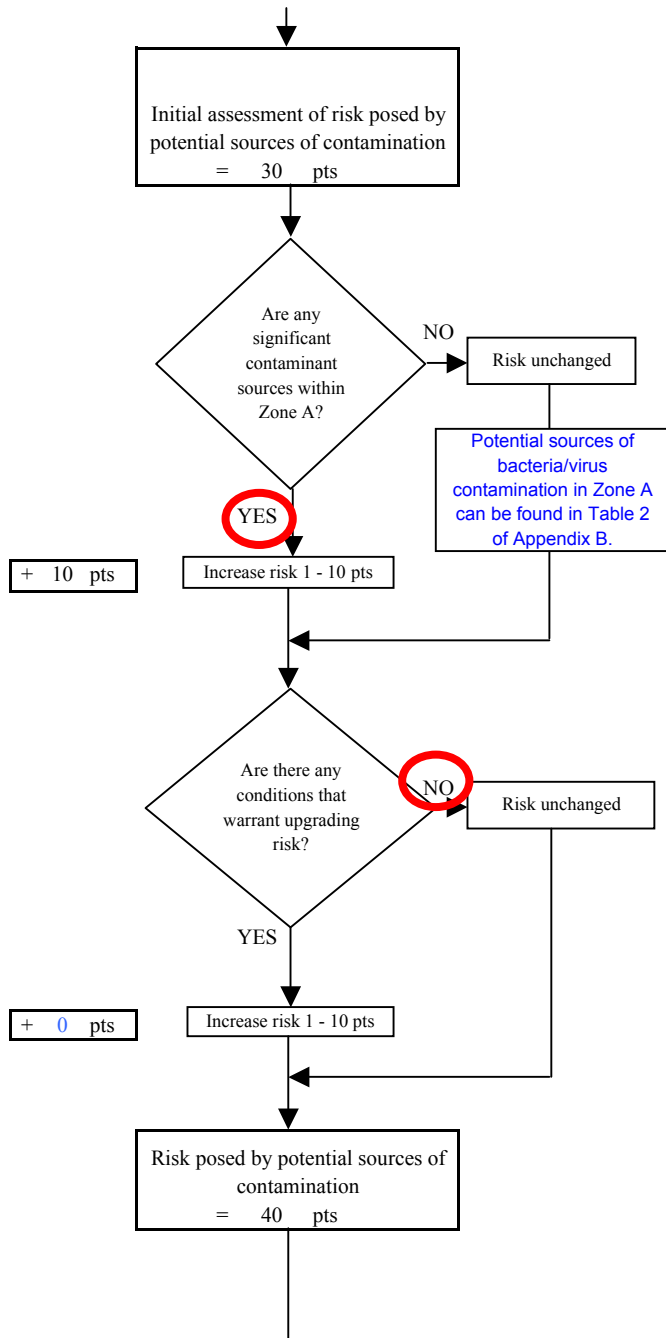 Initial assessment of risk posed by
potential sources of contamination
= 30 pts
Are any
significant
contaminant
sources within
Zone A?
NO
Risk unchanged
Potential sources of
bacteria/virus
contamination in Zone A
can be found in Table 2
of Appendix B.
YES
+ 10 pts
Increase risk 1 - 10 pts
Are there any
conditions that
warrant upgrading
risk?
NO
Risk unchanged
YES
+ 0 pts
Increase risk 1 - 10 pts
Risk posed by potential sources of
contamination
= 40 pts